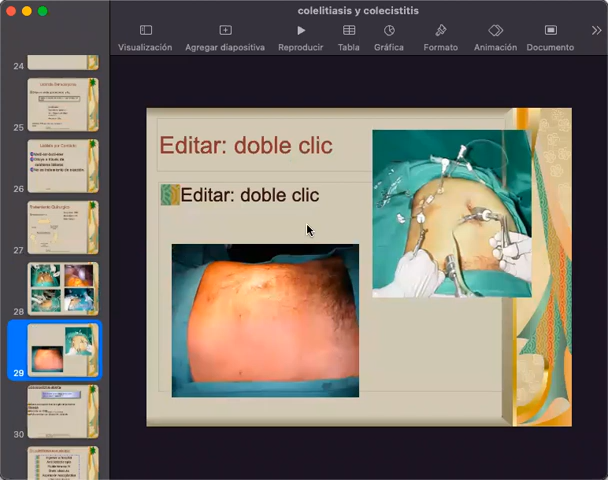 colelitiasis y colecistitis
Visualización Agregar diapositiva Reproducir Tabla Gráfica Formato Animación Documento
24
25
26
27
28
29
30
Editar: doble clic
Editar: doble clic